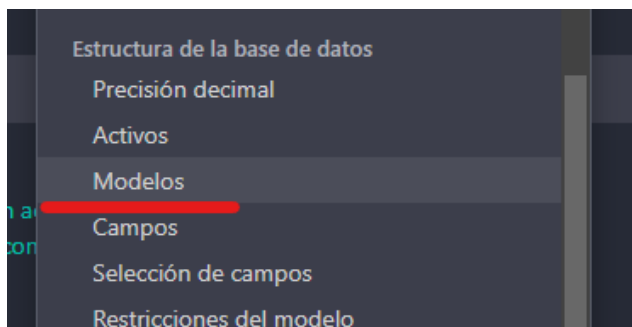 Estructura de la base de datos
Precisión decimal
Activos
Modelos
Campos
Selección de campos
Restricciones del modelo